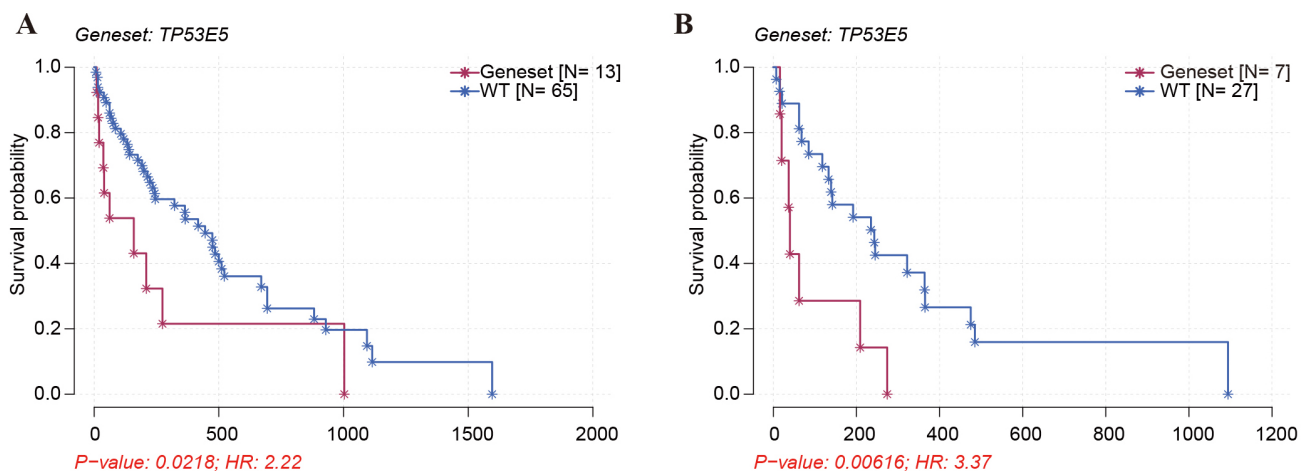 A
Geneset: TP53E5
Geneset [N= 13]
WT [N= 65]
Survival probability
1.0
0.8
0.6
0.4
0.2
0.0
0
500
1000
1500
2000
P−value: 0.0218; HR: 2.22
B
Geneset: TP53E5
Geneset [N= 7]
WT [N= 27]
Survival probability
1.0
0.8
0.6
0.4
0.2
0.0
0
200
400
600
800
1000
1200
P−value: 0.00616; HR: 3.37